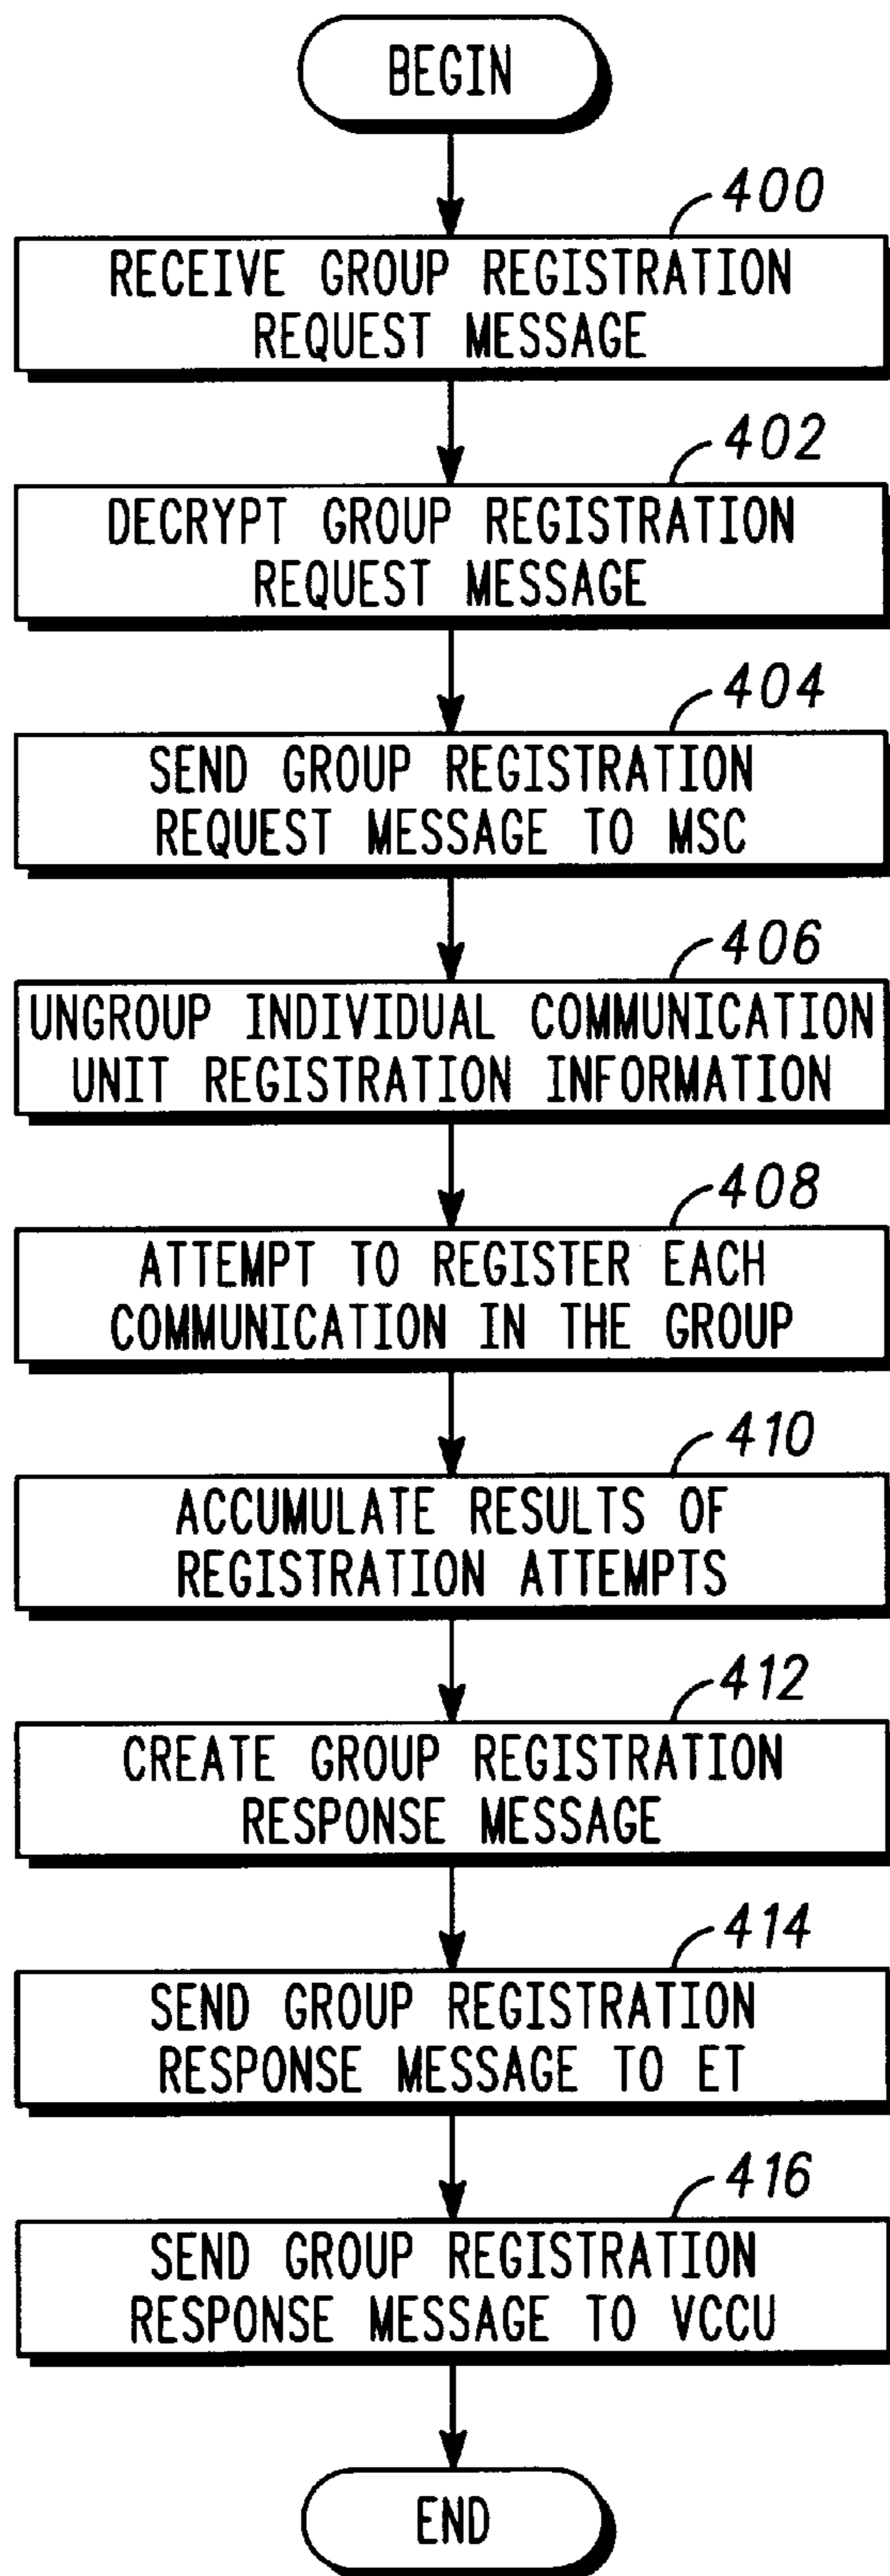 BEGIN
400
RECEIVE GROUP REGISTRATION
REQUEST MESSAGE
402
DECRYPT GROUP REGISTRATION
REQUEST MESSAGE
404
SEND GROUP REGISTRATION
REQUEST MESSAGE TO MSC
406
UNGROUP INDIVIDUAL COMMUNICATION
UNIT REGISTRATION INFORMATION
408
ATTEMPT TO REGISTER EACH
COMMUNICATION IN THE GROUP
410
ACCUMULATE RESULTS OF
REGISTRATION ATTEMPTS
412
CREATE GROUP REGISTRATION
RESPONSE MESSAGE
414
SEND GROUP REGISTRATION
RESPONSE MESSAGE TO ET
416
SEND GROUP REGISTRATION
RESPONSE MESSAGE TO VCCU
END